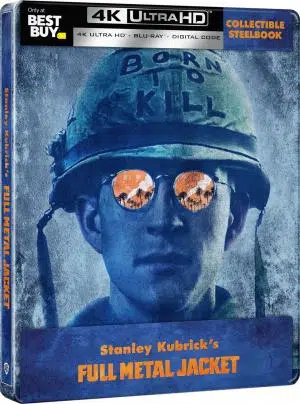 Only at
BEST
BUY
4K ULTRA HD
4K ULTRA HD • BLU-RAY • DIGITAL CODE
COLLECTIBLE
STEELBOOK
BORN
TO
KILL
Stanley Kubrick's
FULL METAL JACKET
Stanley Kubrick's
FULL METAL JACKET